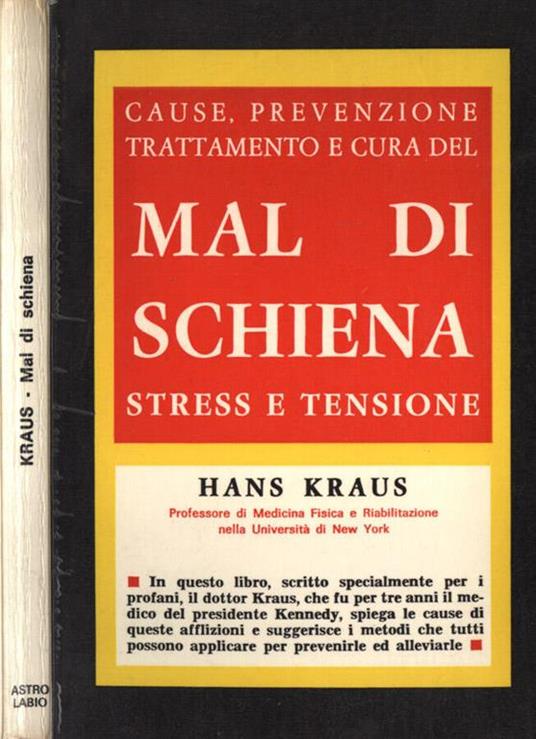 KRAUS - Mal di schiena
ASTRO
LABIO
CAUSE, PREVENZIONE
TRATTAMENTO E CURA DEL
MAL DI
SCHIENA
STRESS E TENSIONE
HANS KRAUS
Professore di Medicina Fisica e Riabilitazione
nella Università di New York
■ In questo libro, scritto specialmente per i
profani, il dottor Kraus, che fu per tre anni il me-
dico del presidente Kennedy, spiega le cause di
queste afflizioni e suggerisce i metodi che tutti
possono applicare per prevenirle ed alleviarle ■